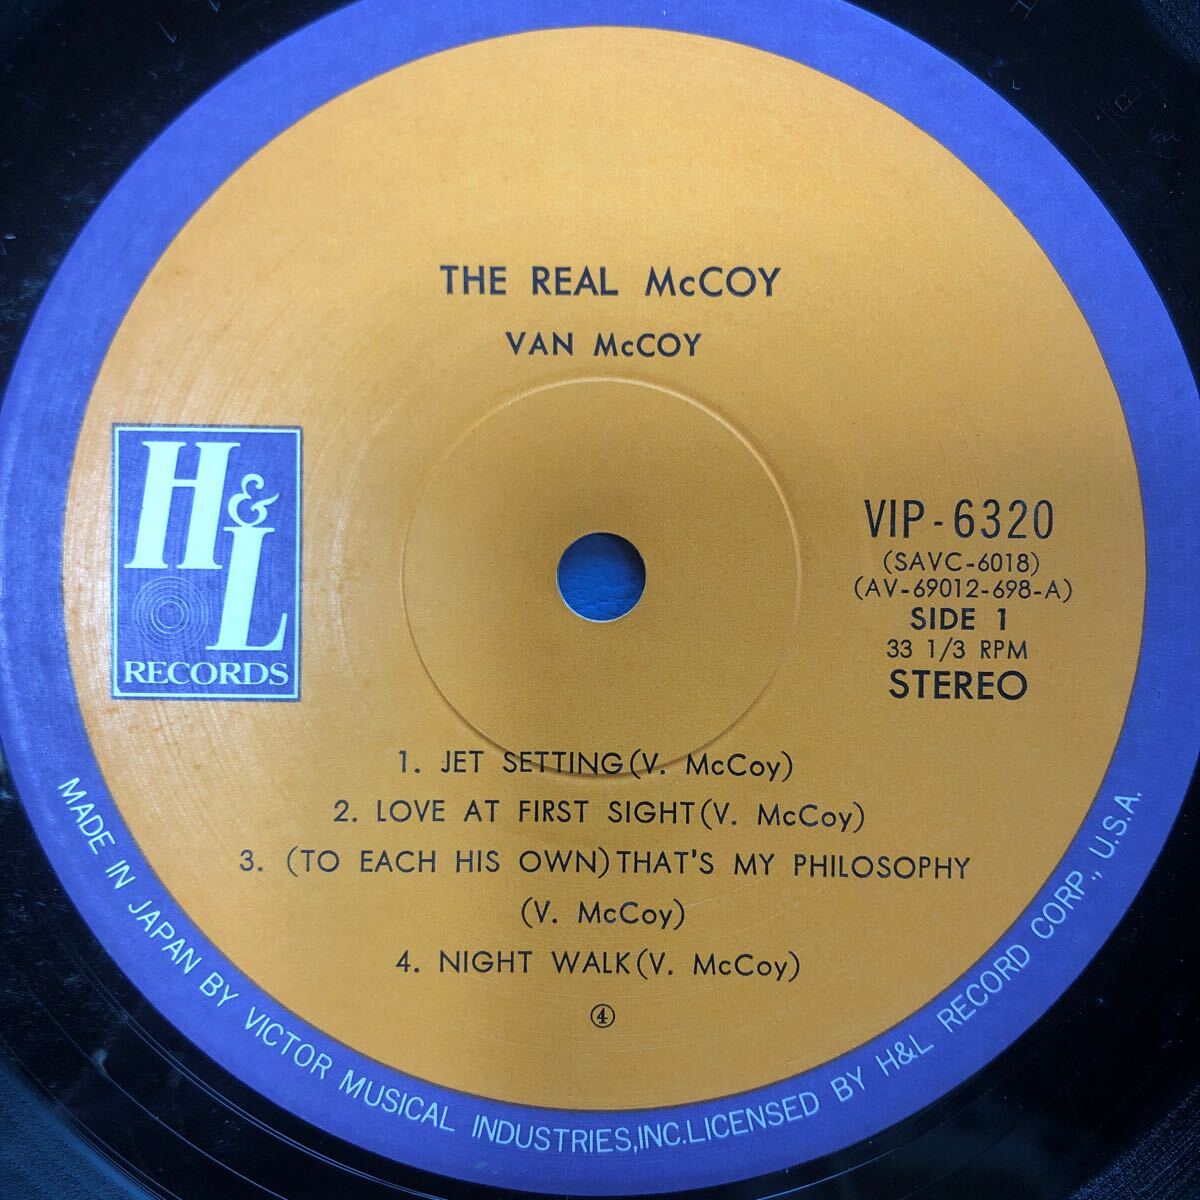 THE REAL McCOY
VAN McCOY
H&L
RECORDS
VIP-6320
(SAVC-6018)
(AV-69012-698-A)
SIDE 1
33 1/3 RPM
STEREO
1. JET SETTING(V. McCoy)
2. LOVE AT FIRST SIGHT(V. McCoy)
3. (TO EACH HIS OWN)THAT'S MY PHILOSOPHY
(V. McCoy)
4. NIGHT WALK(V. McCoy)
④
MADE IN JAPAN BY VICTOR MUSICAL INDUSTRIES,INC.LICENSED BY H&L RECORD CORP., U.S.A.